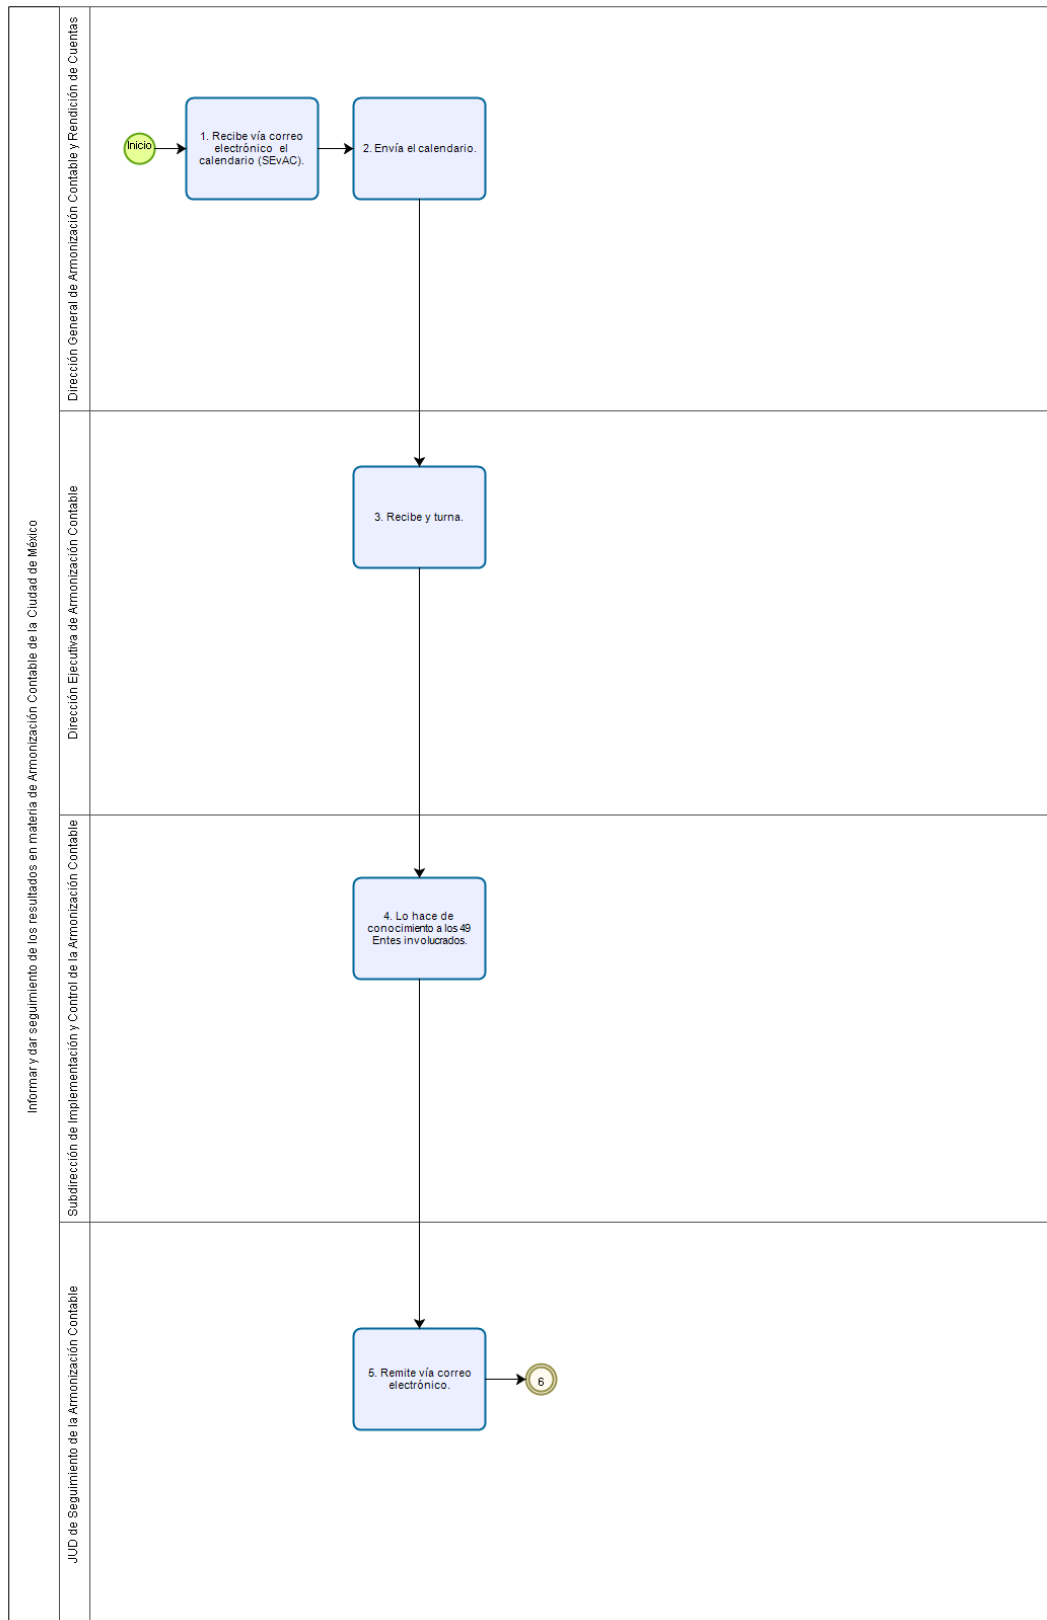 Informar y dar seguimiento de los resultados en materia de Armonización Contable de la Ciudad de México
Dirección General de Armonización Contable y Rendición de Cuentas
Inicio
1. Recibe vía correo
electrónico el
calendario (SEvAC).
2. Envía el calendario.
Dirección Ejecutiva de Armonización Contable
3. Recibe y turna.
Subdirección de Implementación y Control de la Armonización Contable
4. Lo hace de
conocimiento a los 49
Entes involucrados.
JUD de Seguimiento de la Armonización Contable
5. Remite vía correo
electrónico.
6